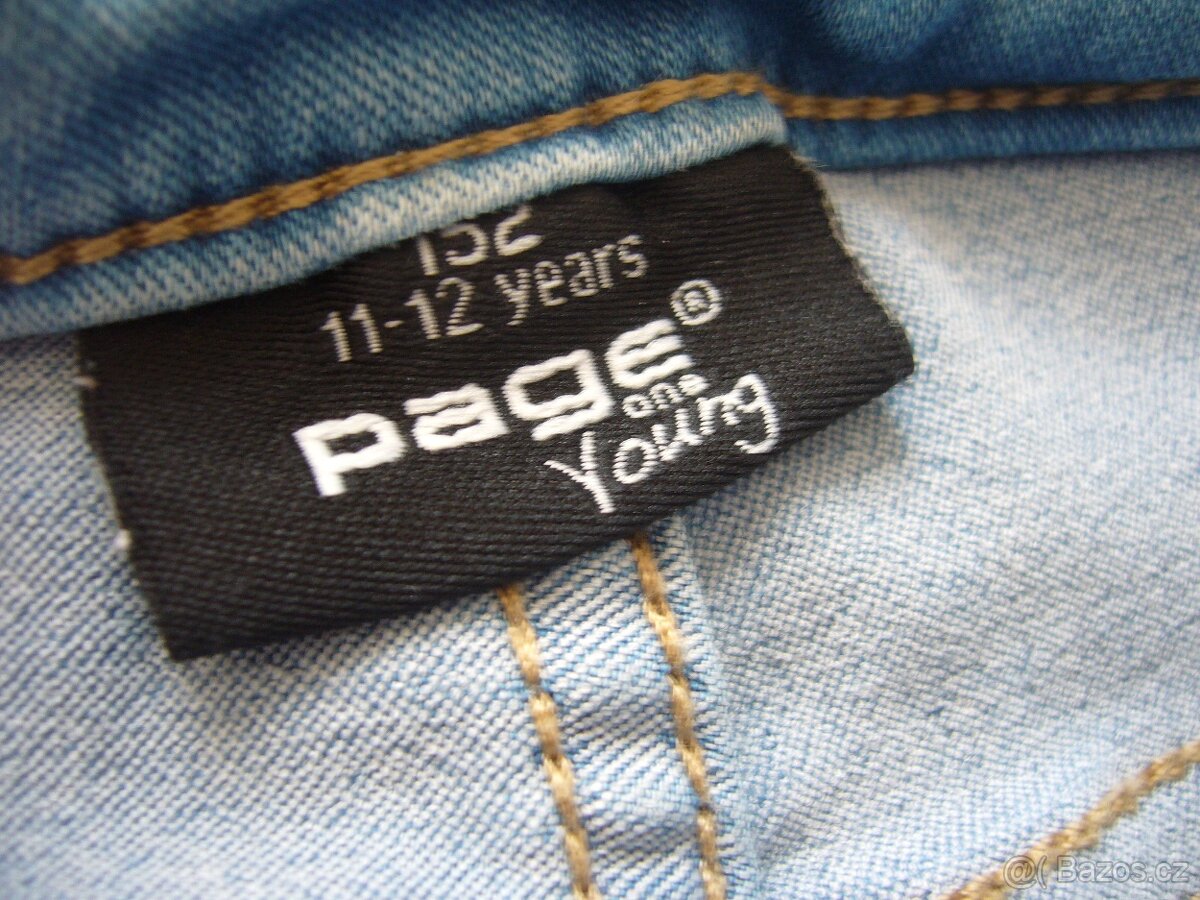 152
11-12 years
page®
one
Young
@( Bazos.cz